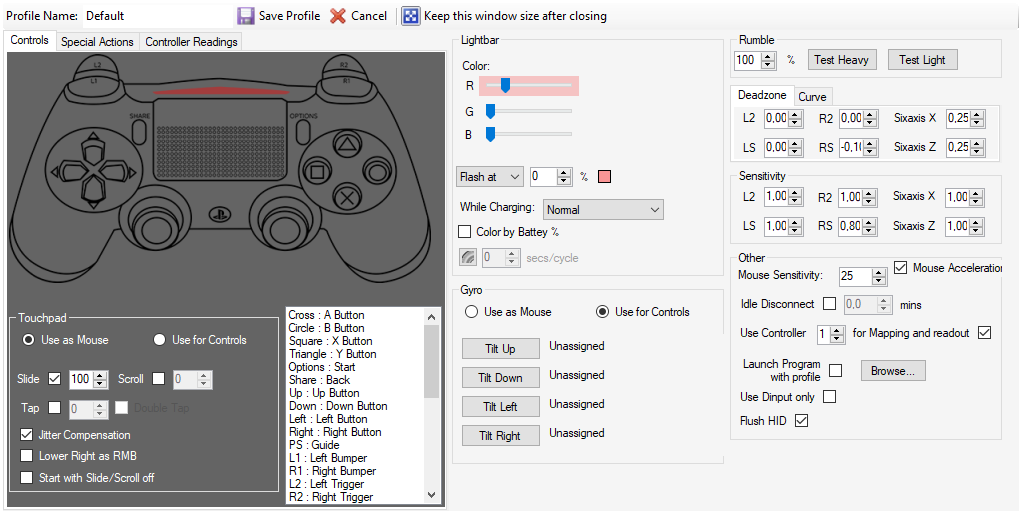 Profile Name: Default Save Profile Cancel Keep this window size after closing
Controls Special Actions Controller Readings
L2 R2
L1 R1
SHARE OPTIONS
Touchpad
Use as Mouse Use for Controls
Slide 100 Scroll 0
Tap 0 Double Tap
Jitter Compensation
Lower Right as RMB
Start with Slide/Scroll off
Cross : A Button
Circle : B Button
Square : X Button
Triangle : Y Button
Options : Start
Share : Back
Up : Up Button
Down : Down Button
Left : Left Button
Right : Right Button
PS : Guide
L1 : Left Bumper
R1 : Right Bumper
L2 : Left Trigger
R2 : Right Trigger
Lightbar
Color:
R
G
B
Flash at 0 %
While Charging: Normal
Color by Battey %
0 secs/cycle
Gyro
Use as Mouse Use for Controls
Tilt Up Unassigned
Tilt Down Unassigned
Tilt Left Unassigned
Tilt Right Unassigned
Rumble
100 % Test Heavy Test Light
Deadzone Curve
L2 0,00 R2 0,00 Sixaxis X 0,25
LS 0,00 RS -0,10 Sixaxis Z 0,25
Sensitivity
L2 1,00 R2 1,00 Sixaxis X 1,00
LS 1,00 RS 0,80 Sixaxis Z 1,00
Other
Mouse Sensitivity: 25 Mouse Acceleration
Idle Disconnect 0,0 mins
Use Controller 1 for Mapping and readout
Launch Program
with profile Browse...
Use Dinput only
Flush HID